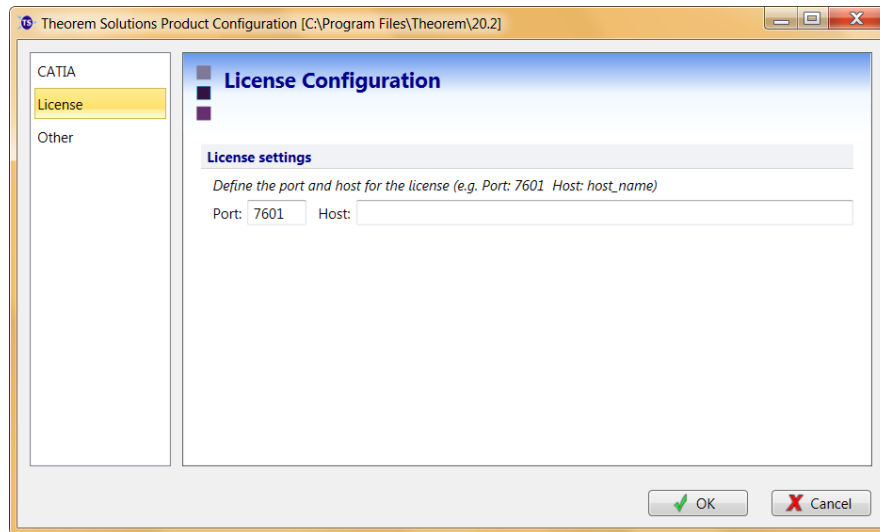 TS Theorem Solutions Product Configuration [C:\Program Files\Theorem\20.2]
CATIA
License
Other
License Configuration
License settings
Define the port and host for the license (e.g. Port: 7601 Host: host_name)
Port: 7601 Host:
OK
Cancel